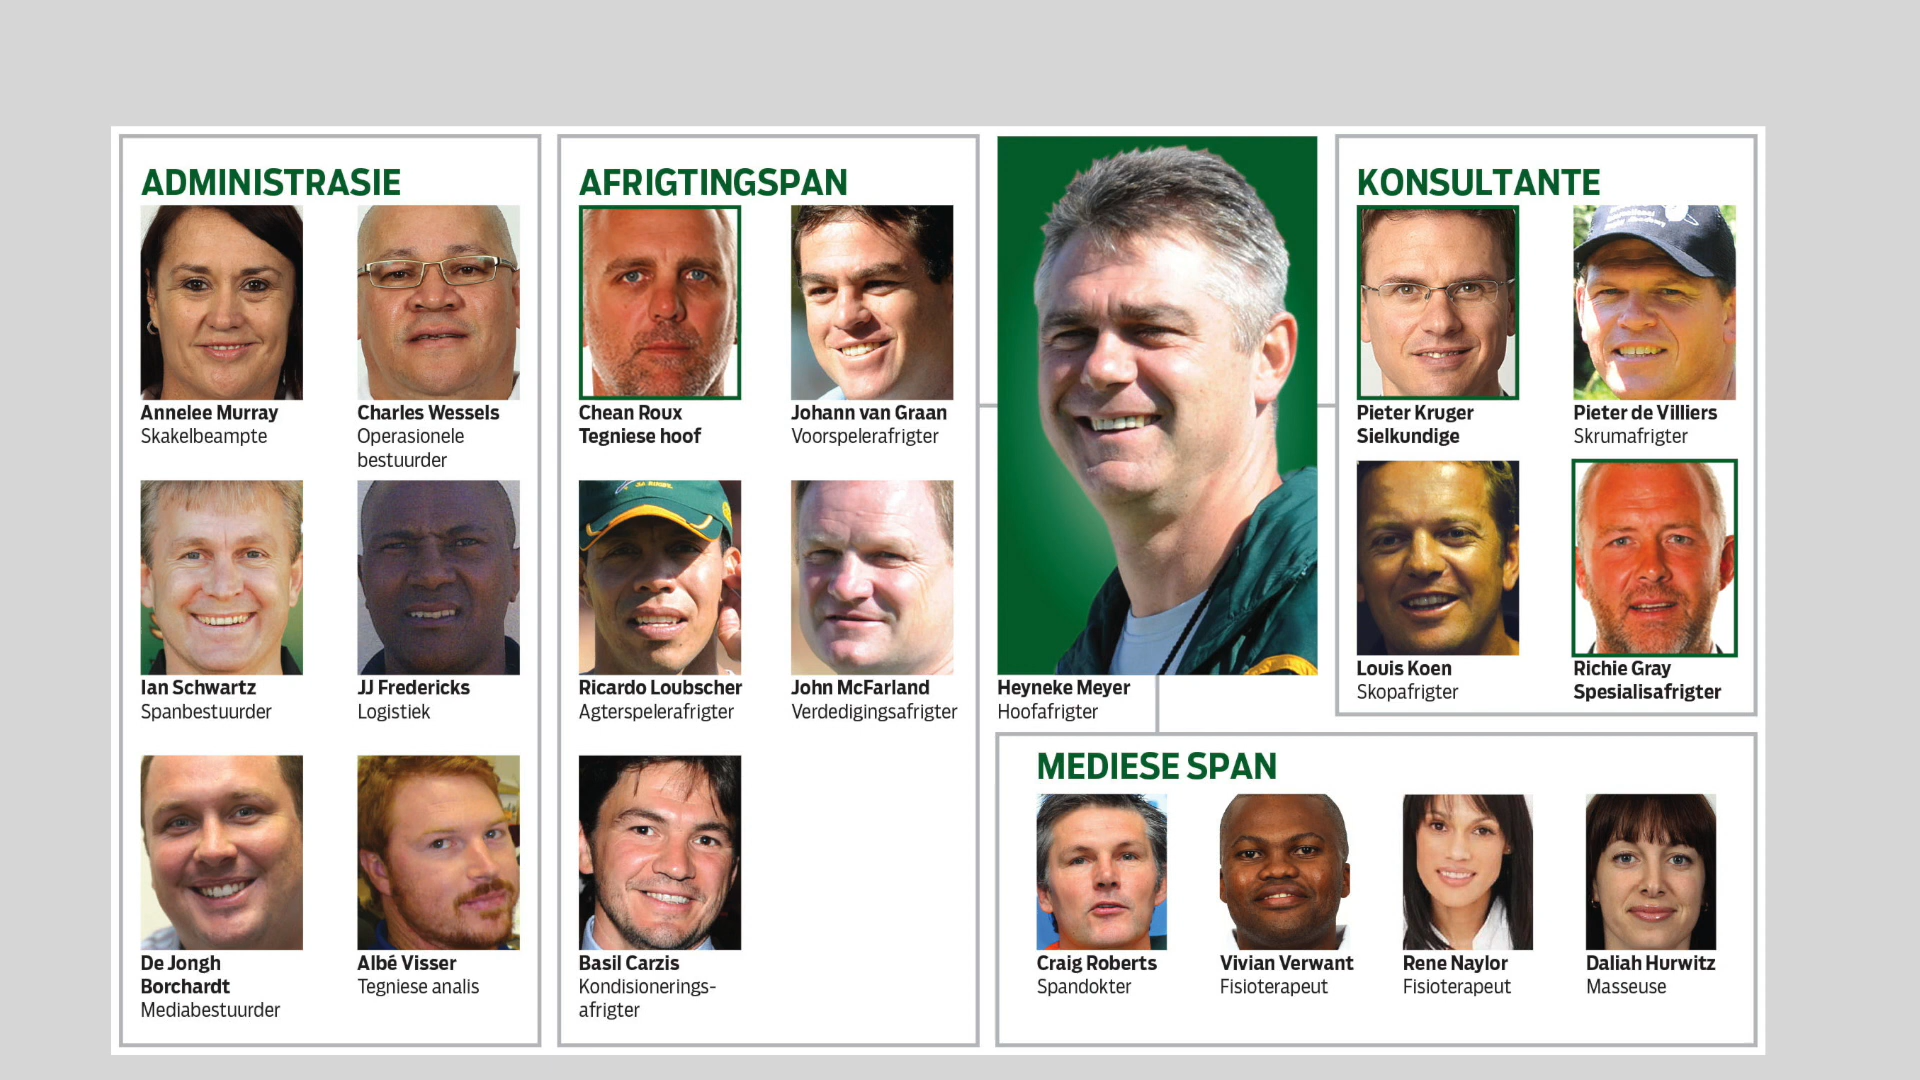 ADMINISTRASIE
Annelee Murray
Skakelbeampte
Charles Wessels
Operasionele
bestuurder
Ian Schwartz
Spanbestuurder
JJ Fredericks
Logistiek
De Jongh
Borchardt
Mediabestuurder
Albé Visser
Tegniese analis
AFRIGTINGSPAN
Chean Roux
Tegniese hoof
Johann van Graan
Voorspelerafrigter
Ricardo Loubscher
Agterspelerafrigter
John McFarland
Verdedigingsafrigter
Basil Carzis
Kondisionerings-
afrigter
Heyneke Meyer
Hoofafrigter
KONSULTANTE
Pieter Kruger
Sielkundige
Pieter de Villiers
Skrumafrigter
Louis Koen
Skopafrigter
Richie Gray
Spesialisafrigter
MEDIESE SPAN
Craig Roberts
Spandokter
Vivian Verwant
Fisioterapeut
Rene Naylor
Fisioterapeut
Daliah Hurwitz
Masseuse